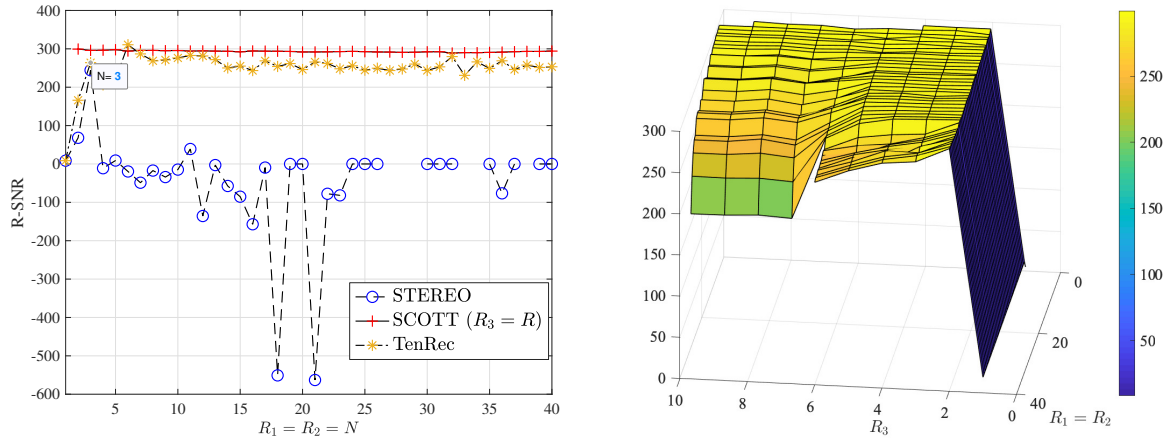 400
300
200
100
0
-100
-200
-300
-400
-500
-600
R-SNR
N= 3
STEREO
SCOTT (R₃ = R)
TenRec
5 10 15 20 25 30 35 40
R₁ = R₂ = N
300
250
200
150
100
50
0
10 8 6 4 2 0
R₃
0
20
40
R₁ = R₂
250
200
150
100
50